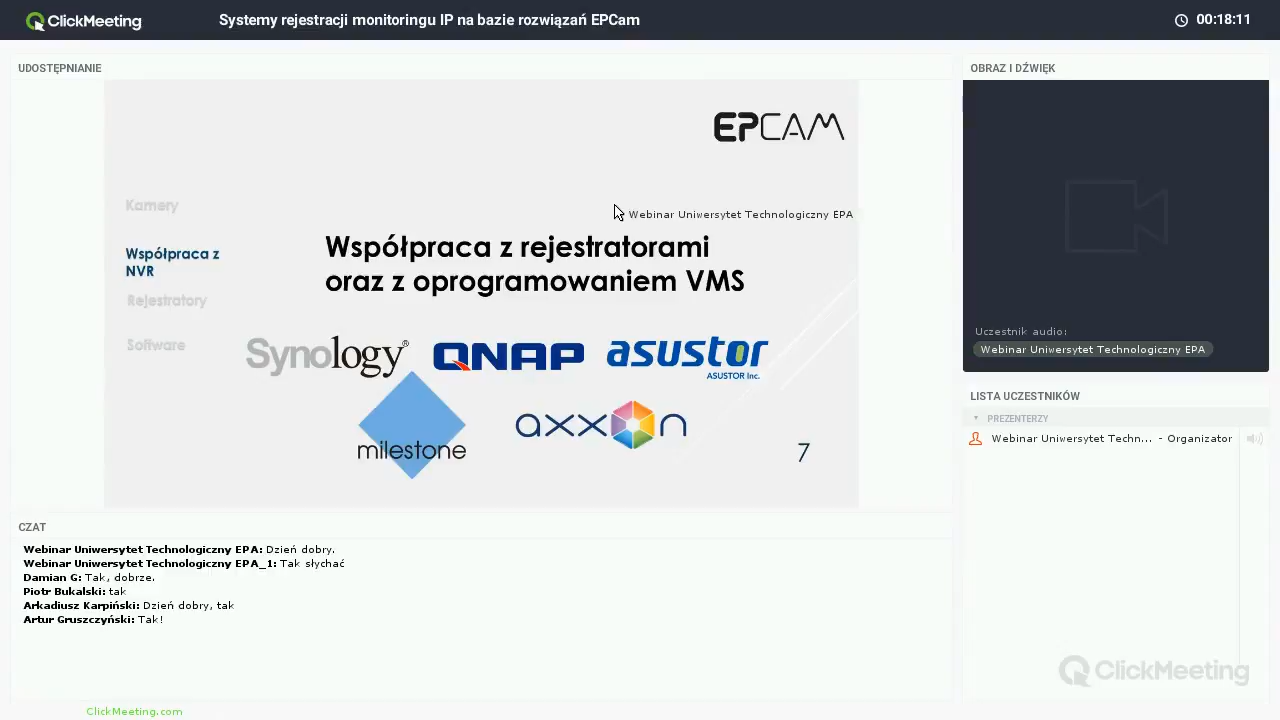 ClickMeeting
Systemy rejestracji monitoringu IP na bazie rozwiązań EPCam
00:18:11
UDOSTĘPNIANIE
OBRAZ I DŹWIĘK
EPCAM
Kamery
Webinar Uniwersytet Technologiczny EPA
Współpraca z
NVR
Współpraca z rejestratorami
oraz z oprogramowaniem VMS
Rejestratory
Software
Synology®
QNAP
asustor
ASUSTOR Inc.
milestone
axxon
7
Uczestnik audio:
Webinar Uniwersytet Technologiczny EPA
LISTA UCZESTNIKÓW
PREZENTERZY
Webinar Uniwersytet Techn... - Organizator
CZAT
Webinar Uniwersytet Technologiczny EPA: Dzień dobry.
Webinar Uniwersytet Technologiczny EPA_1: Tak słychać
Damian G: Tak, dobrze.
Piotr Bukalski: tak
Arkadiusz Karpiński: Dzień dobry, tak
Artur Gruszczyński: Tak!
ClickMeeting
ClickMeeting.com